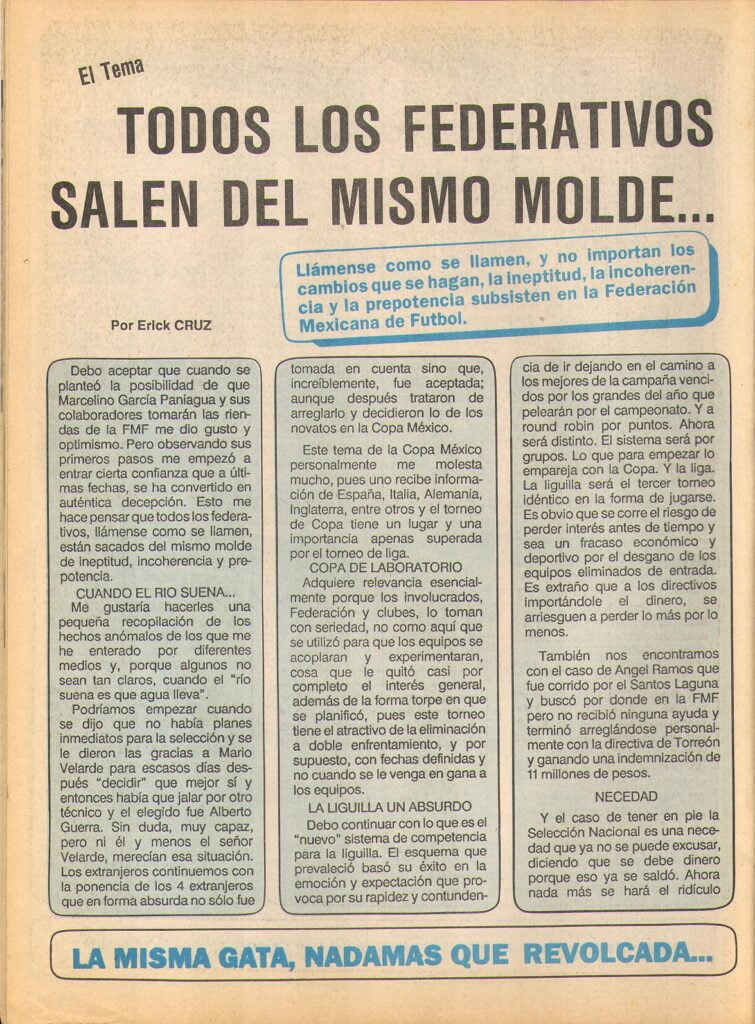 El Tema
TODOS LOS FEDERATIVOS
SALEN DEL MISMO MOLDE...
Llámense como se llamen, y no importan los
cambios que se hagan, la ineptitud, la incoheren-
cia y la prepotencia subsisten en la Federación
Mexicana de Futbol.
Por Erick CRUZ
Debo aceptar que cuando se
planteó la posibilidad de que
Marcelino García Paniagua y sus
colaboradores tomarán las rien-
das de la FMF me dio gusto y
optimismo. Pero observando sus
primeros pasos me empezó a
entrar cierta confianza que a últi-
mas fechas, se ha convertido en
auténtica decepción. Esto me
hace pensar que todos los federa-
tivos, llámense como se llamen,
están sacados del mismo molde
de ineptitud, incoherencia y pre-
potencia.
CUANDO EL RIO SUENA...
Me gustaría hacerles una
pequeña recopilación de los
hechos anómalos de los que me
he enterado por diferentes
medios y, porque algunos no
sean tan claros, cuando el "río
suena es que agua lleva".
Podríamos empezar cuando
se dijo que no había planes
inmediatos para la selección y se
le dieron las gracias a Mario
Velarde para escasos días des-
pués "decidir" que mejor sí y
entonces había que jalar por otro
técnico y el elegido fue Alberto
Guerra. Sin duda, muy capaz,
pero ni él y menos el señor
Velarde, merecían esa situación.
Los extranjeros continuemos con
la ponencia de los 4 extranjeros
que en forma absurda no sólo fue
tomada en cuenta sino que,
increíblemente, fue aceptada;
aunque después trataron de
arreglarlo y decidieron lo de los
novatos en la Copa México.
Este tema de la Copa México
personalmente me molesta
mucho, pues uno recibe informa-
ción de España, Italia, Alemania,
Inglaterra, entre otros y el torneo
de Copa tiene un lugar y una
importancia apenas superada
por el torneo de liga.
COPA DE LABORATORIO
Adquiere relevancia esencial-
mente porque los involucrados,
Federación y clubes, lo toman
con seriedad, no como aquí que
se utilizó para que los equipos se
acoplaran y experimentaran,
cosa que le quitó casi por
completo el interés general,
además de la forma torpe en que
se planificó, pues este torneo
tiene el atractivo de la eliminación
a doble enfrentamiento, y por
supuesto, con fechas definidas y
no cuando se le venga en gana a
los equipos.
LA LIGUILLA UN ABSURDO
Debo continuar con lo que es el
"nuevo" sistema de competencia
para la liguilla. El esquema que
prevaleció basó su éxito en la
emoción y expectación que pro-
voca por su rapidez y contunden-
cia de ir dejando en el camino a
los mejores de la campaña venci-
dos por los grandes del año que
pelearán por el campeonato. Y a
round robin por puntos. Ahora
será distinto. El sistema será por
grupos. Lo que para empezar lo
empareja con la Copa. Y la liga.
La liguilla será el tercer torneo
idéntico en la forma de jugarse.
Es obvio que se corre el riesgo de
perder interés antes de tiempo y
sea un fracaso económico y
deportivo por el desgano de los
equipos eliminados de entrada.
Es extraño que a los directivos
importándole el dinero, se
arriesguen a perder lo más por lo
menos.
También nos encontramos
con el caso de Angel Ramos que
fue corrido por el Santos Laguna
y buscó por donde en la FMF
pero no recibió ninguna ayuda y
terminó arreglándose personal-
mente con la directiva de Torreón
y ganando una indemnización de
11 millones de pesos.
NECEDAD
Y el caso de tener en pie la
Selección Nacional es una nece-
dad que ya no se puede excusar,
diciendo que se debe dinero
porque eso ya se saldó. Ahora
nada más se hará el ridículo
LA MISMA GATA, NADAMAS QUE REVOLCADA...